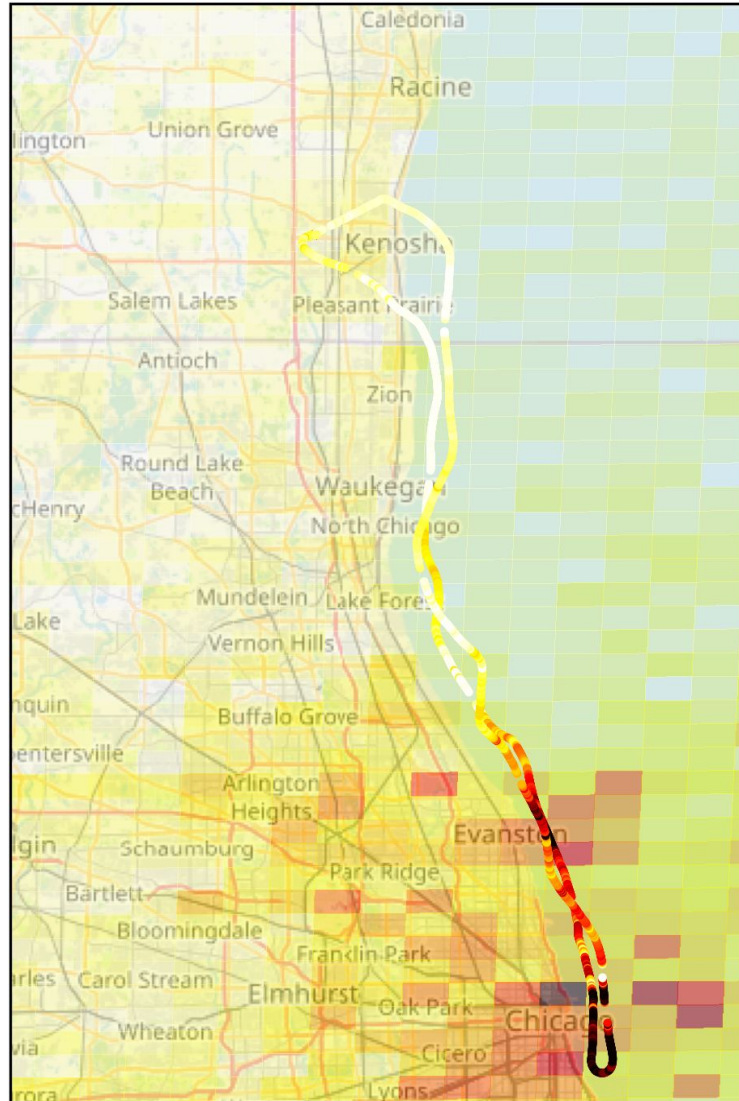 Caledonia
Racine
Union Grove
lington
Kenosha
Salem Lakes
Pleasant Prairie
Antioch
Zion
Round Lake
Beach
Waukegan
cHenry
North Chicago
Mundelein
Lake Fores
Lake
Vernon Hills
nquin
Buffalo Grove
pentersville
Arlington
Heights
Evanston
lgin
Schaumburg
Park Ridge
Bartlett
Bloomingdale
Franklin Park
arles
Carol Stream
Elmhurst
Oak Park
Chicago
Wheaton
via
Cicero
Lyons
rora